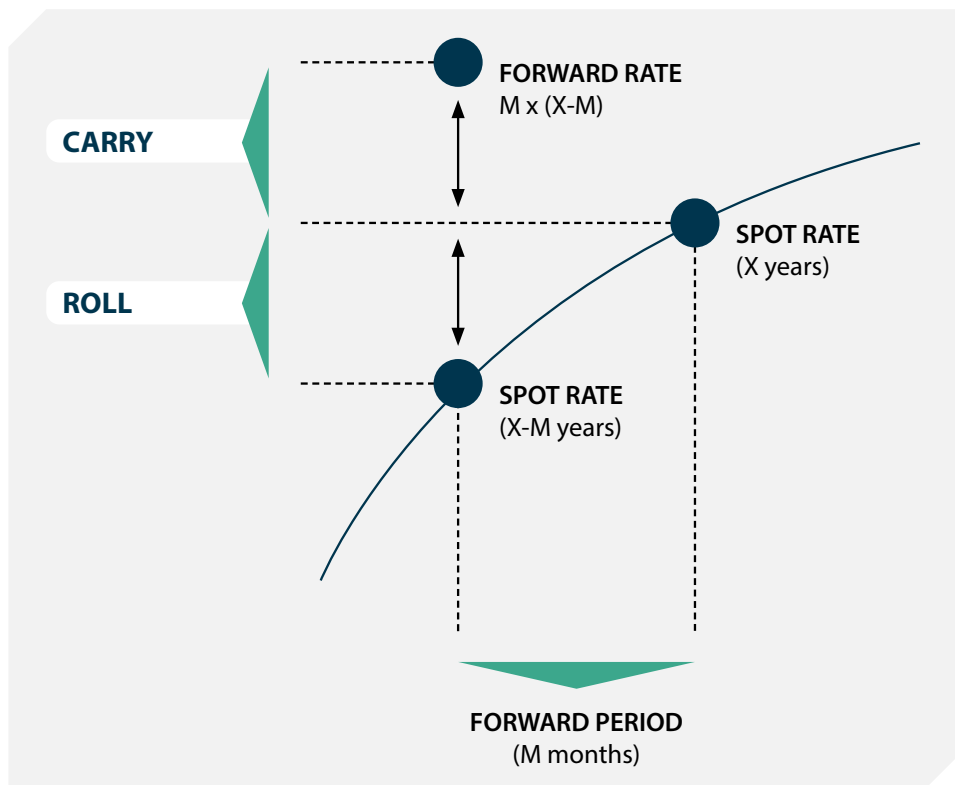 FORWARD RATE
M x (X-M)
CARRY
SPOT RATE
(X years)
ROLL
SPOT RATE
(X-M years)
FORWARD PERIOD
(M months)